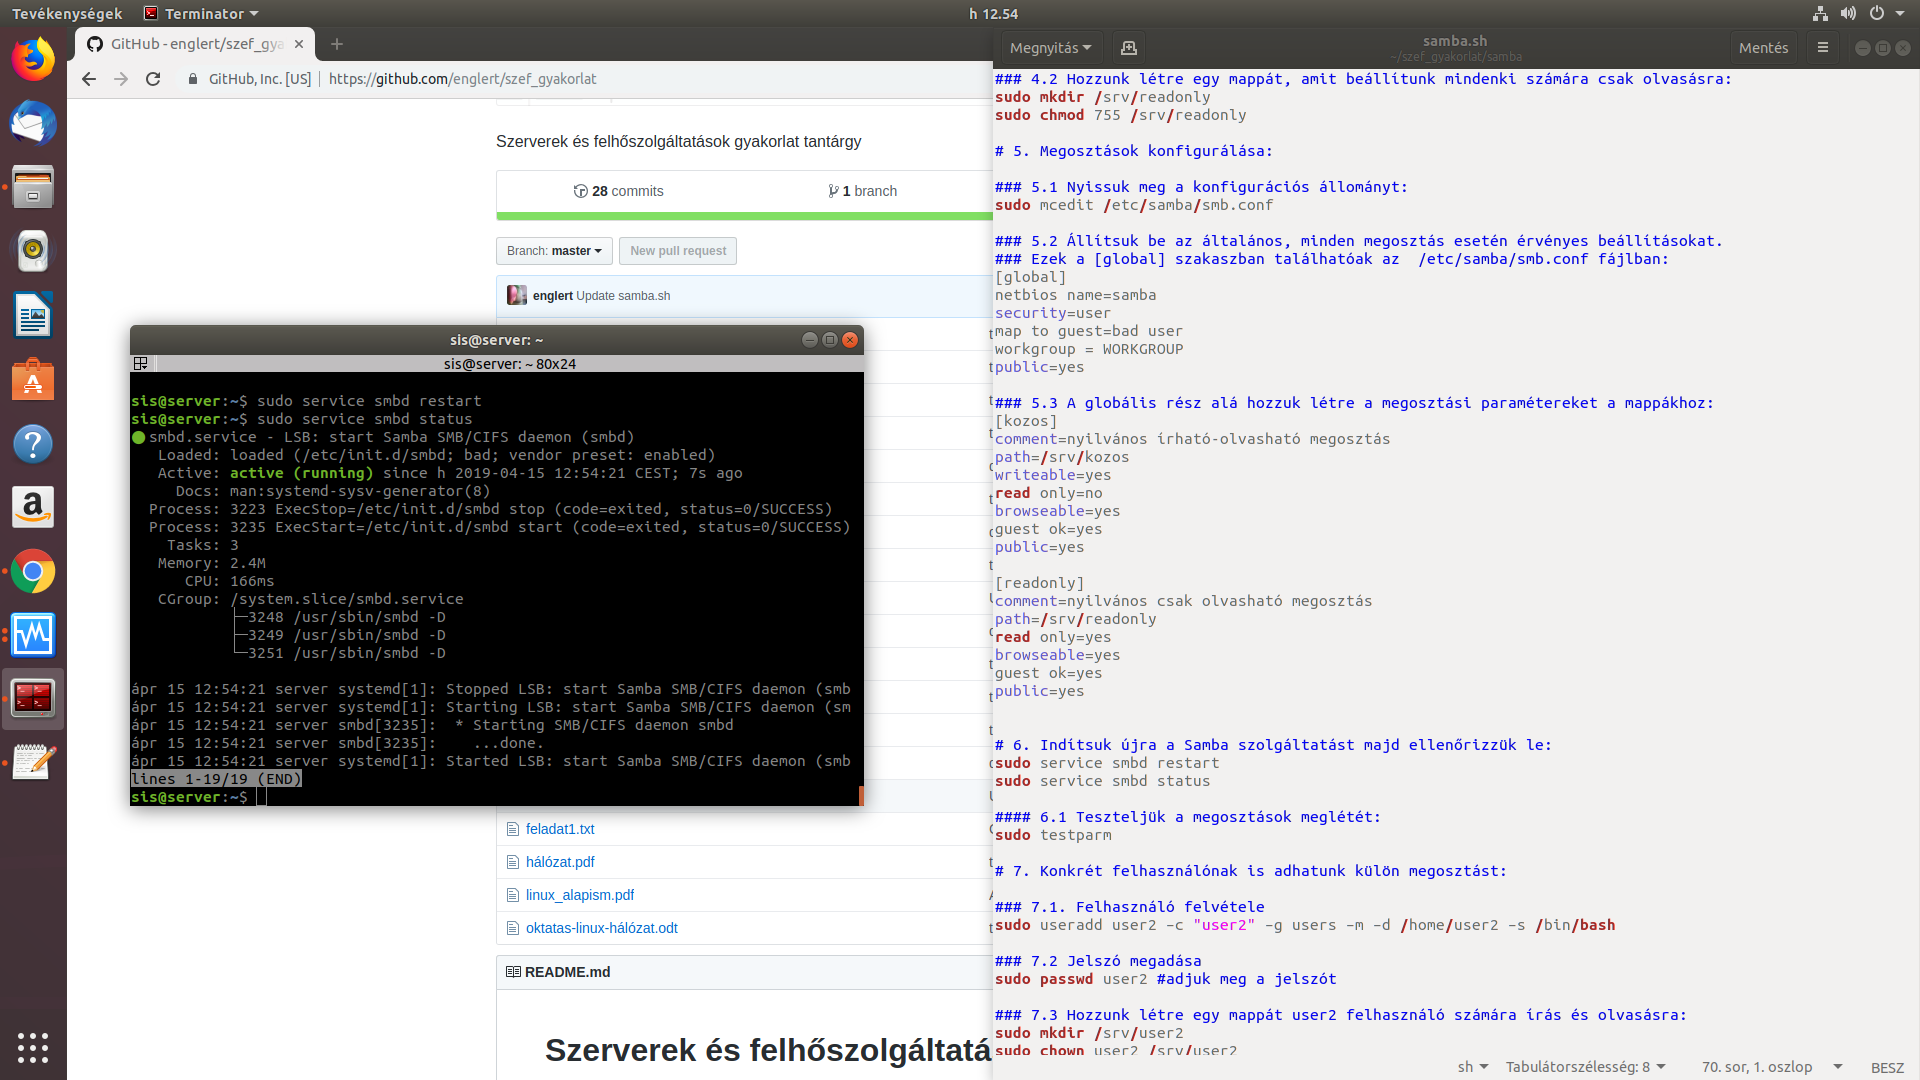 Tevékenységek
Terminator
h 12.54
GitHub - englert/szef_gya
GitHub, Inc. [US]
https://github.com/englert/szef_gyakorlat
Szerverek és felhőszolgáltatások gyakorlat tantárgy
28 commits
1 branch
Branch: master
New pull request
englert Update samba.sh
feladat1.txt
hálózat.pdf
linux_alapism.pdf
oktatas-linux-hálózat.odt
README.md
Szerverek és felhőszolgáltatá
sis@server: ~
sis@server: ~ 80x24
sis@server:~$ sudo service smbd restart
sis@server:~$ sudo service smbd status
● smbd.service - LSB: start Samba SMB/CIFS daemon (smbd)
Loaded: loaded (/etc/init.d/smbd; bad; vendor preset: enabled)
Active: active (running) since h 2019-04-15 12:54:21 CEST; 7s ago
Docs: man:systemd-sysv-generator(8)
Process: 3223 ExecStop=/etc/init.d/smbd stop (code=exited, status=0/SUCCESS)
Process: 3235 ExecStart=/etc/init.d/smbd start (code=exited, status=0/SUCCESS)
Tasks: 3
Memory: 2.4M
CPU: 166ms
CGroup: /system.slice/smbd.service
├─3248 /usr/sbin/smbd -D
├─3249 /usr/sbin/smbd -D
└─3251 /usr/sbin/smbd -D
ápr 15 12:54:21 server systemd[1]: Stopped LSB: start Samba SMB/CIFS daemon (smb
ápr 15 12:54:21 server systemd[1]: Starting LSB: start Samba SMB/CIFS daemon (sm
ápr 15 12:54:21 server smbd[3235]:  * Starting SMB/CIFS daemon smbd
ápr 15 12:54:21 server smbd[3235]:    ...done.
ápr 15 12:54:21 server systemd[1]: Started LSB: start Samba SMB/CIFS daemon (smb
lines 1-19/19 (END)
sis@server:~$
Megnyitás
samba.sh
~/szef_gyakorlat/samba
Mentés
### 4.2 Hozzunk létre egy mappát, amit beállítunk mindenki számára csak olvasásra:
sudo mkdir /srv/readonly
sudo chmod 755 /srv/readonly
# 5. Megosztások konfigurálása:
### 5.1 Nyissuk meg a konfigurációs állományt:
sudo mcedit /etc/samba/smb.conf
### 5.2 Állítsuk be az általános, minden megosztás esetén érvényes beállításokat.
### Ezek a [global] szakaszban találhatóak az  /etc/samba/smb.conf fájlban:
[global]
netbios name=samba
security=user
map to guest=bad user
workgroup = WORKGROUP
public=yes
### 5.3 A globális rész alá hozzuk létre a megosztási paramétereket a mappákhoz:
[kozos]
comment=nyilvános írható-olvasható megosztás
path=/srv/kozos
writeable=yes
read only=no
browseable=yes
guest ok=yes
public=yes
[readonly]
comment=nyilvános csak olvasható megosztás
path=/srv/readonly
read only=yes
browseable=yes
guest ok=yes
public=yes
# 6. Indítsuk újra a Samba szolgáltatást majd ellenőrizzük le:
sudo service smbd restart
sudo service smbd status
#### 6.1 Teszteljük a megosztások meglétét:
sudo testparm
# 7. Konkrét felhasználónak is adhatunk külön megosztást:
### 7.1. Felhasználó felvétele
sudo useradd user2 -c "user2" -g users -m -d /home/user2 -s /bin/bash
### 7.2 Jelszó megadása
sudo passwd user2 #adjuk meg a jelszót
### 7.3 Hozzunk létre egy mappát user2 felhasználó számára írás és olvasásra:
sudo mkdir /srv/user2
sudo chown user2 /srv/user2
sh
Tabulátorszélesség: 8
70. sor, 1. oszlop
BESZ